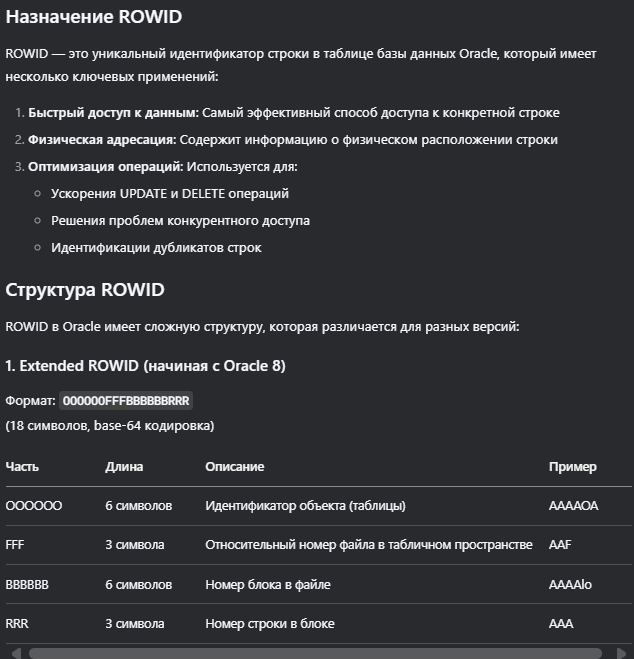 Назначение ROWID
ROWID — это уникальный идентификатор строки в таблице базы данных Oracle, который имеет
несколько ключевых применений:
1. Быстрый доступ к данным: Самый эффективный способ доступа к конкретной строке
2. Физическая адресация: Содержит информацию о физическом расположении строки
3. Оптимизация операций: Используется для:
○ Ускорения UPDATE и DELETE операций
○ Решения проблем конкурентного доступа
○ Идентификации дубликатов строк
Структура ROWID
ROWID в Oracle имеет сложную структуру, которая различается для разных версий:
1. Extended ROWID (начиная с Oracle 8)
Формат: OOOOOOFFFBBBBBBRRR
(18 символов, base-64 кодировка)
Часть Длина Описание Пример
OOOOOO 6 символов Идентификатор объекта (таблицы) AAAAOA
FFF 3 символа Относительный номер файла в табличном пространстве AAF
BBBBBB 6 символов Номер блока в файле AAAAlo
RRR 3 символа Номер строки в блоке AAA